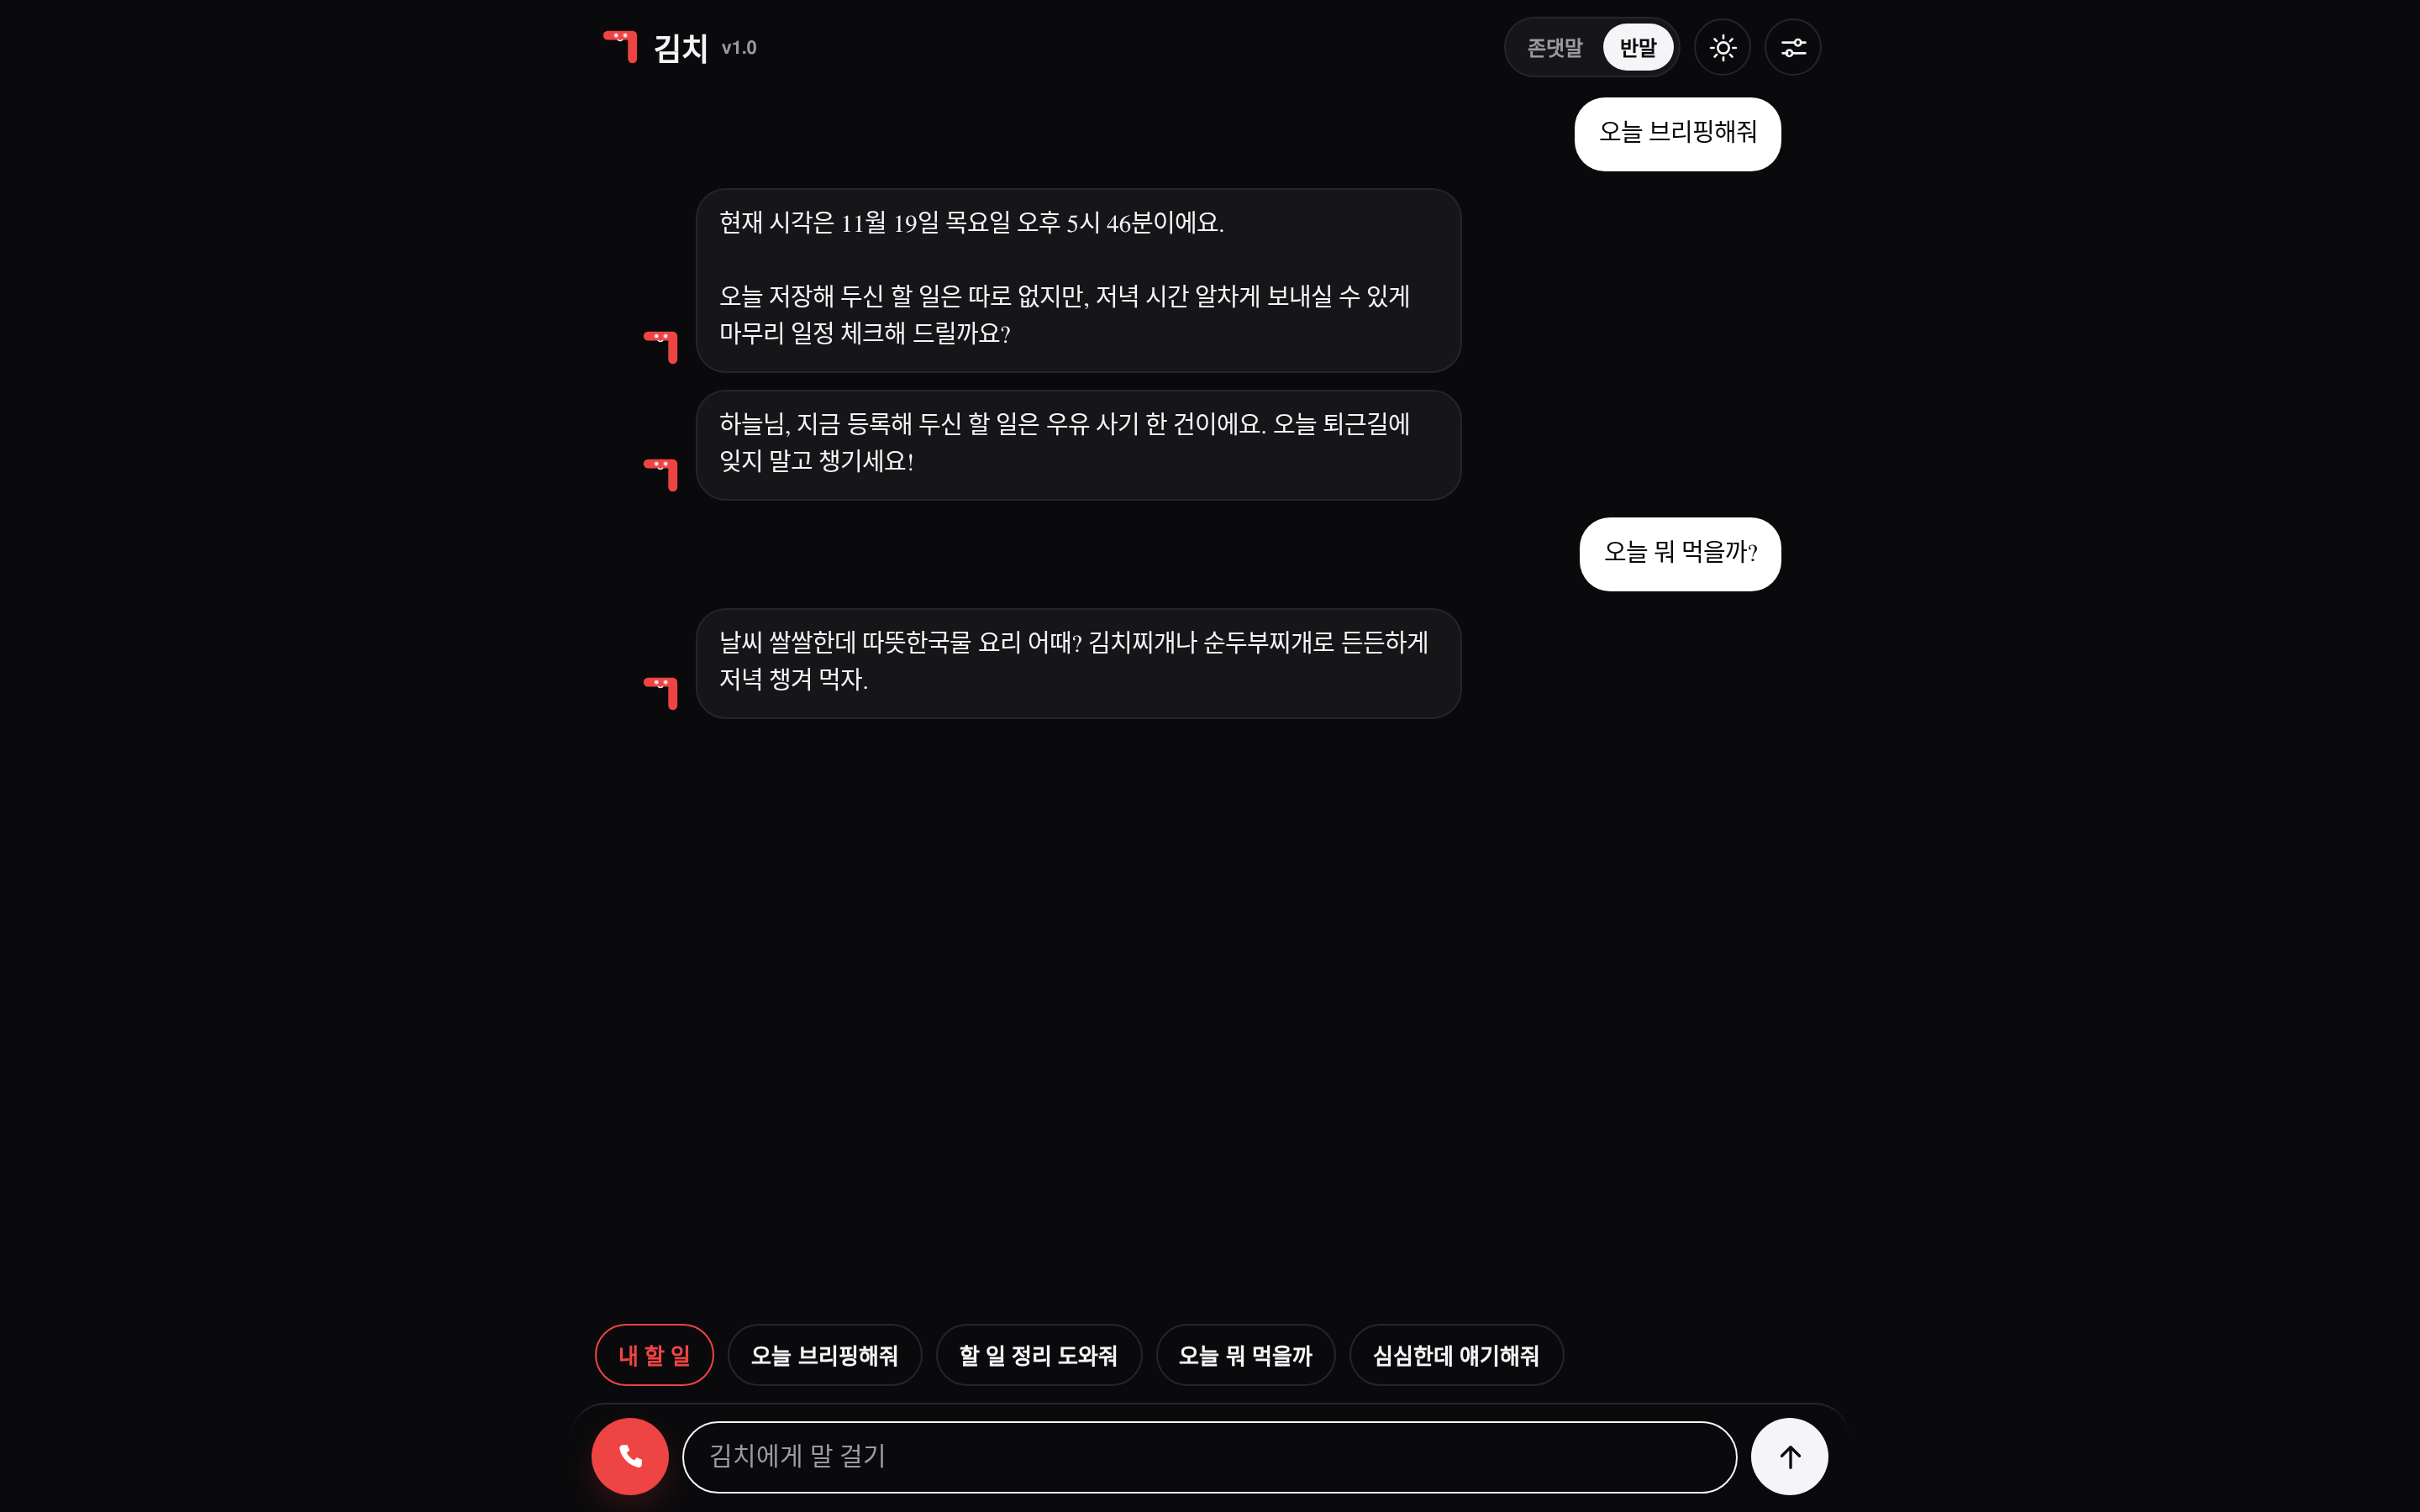 김치 v1.0
존댓말 반말
오늘 브리핑해줘
현재 시각은 11월 19일 목요일 오후 5시 46분이에요.
오늘 저장해 두신 할 일은 따로 없지만, 저녁 시간 알차게 보내실 수 있게
마무리 일정 체크해 드릴까요?
하늘님, 지금 등록해 두신 할 일은 우유 사기 한 건이에요. 오늘 퇴근길에
잊지 말고 챙기세요!
오늘 뭐 먹을까?
날씨 쌀쌀한데 따뜻한국물 요리 어때? 김치찌개나 순두부찌개로 든든하게
저녁 챙겨 먹자.
내 할 일 오늘 브리핑해줘 할 일 정리 도와줘 오늘 뭐 먹을까 심심한데 얘기해줘
김치에게 말 걸기